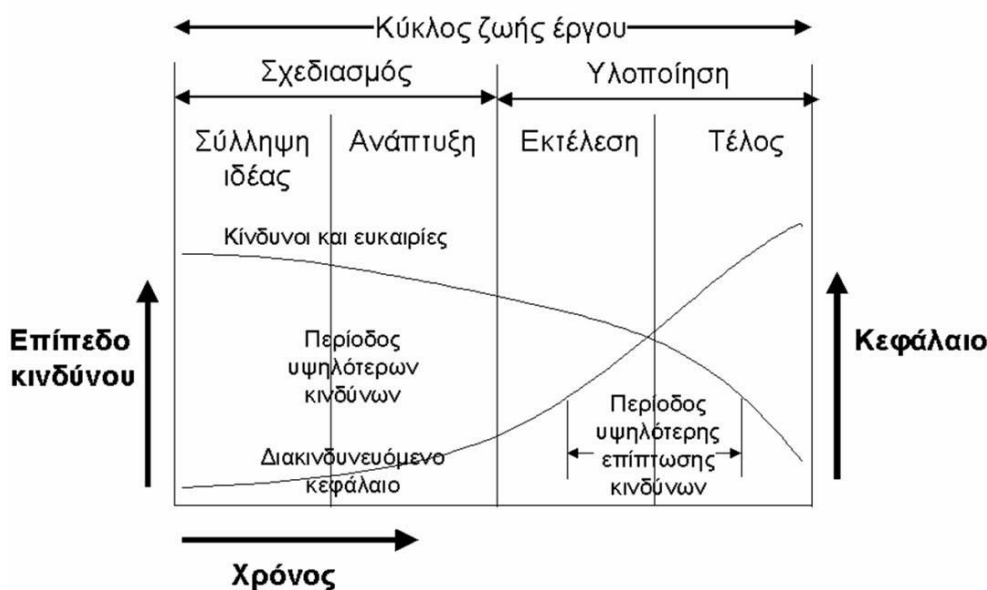 Κύκλος ζωής έργου
Σχεδιασμός
Υλοποίηση
Σύλληψη
ιδέας
Ανάπτυξη
Εκτέλεση
Τέλος
Κίνδυνοι και ευκαιρίες
Επίπεδο
κινδύνου
Περίοδος
υψηλότερων
κινδύνων
Κεφάλαιο
Διακινδυνευόμενο
κεφάλαιο
Περίοδος
υψηλότερης
επίπτωσης
κινδύνων
Χρόνος